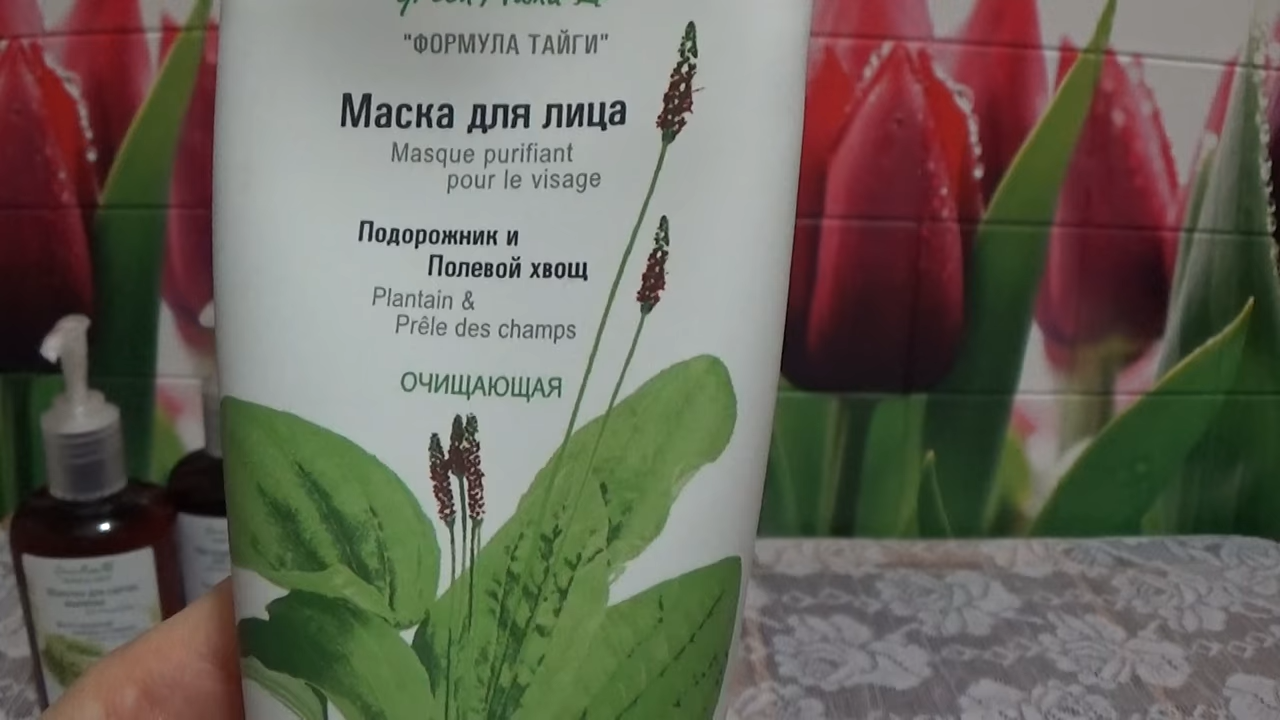 "ФОРМУЛА ТАЙГИ"
Маска для лица
Masque purifiant
pour le visage
Подорожник и
Полевой хвощ
Plantain &
Prêle des champs
ОЧИЩАЮЩАЯ